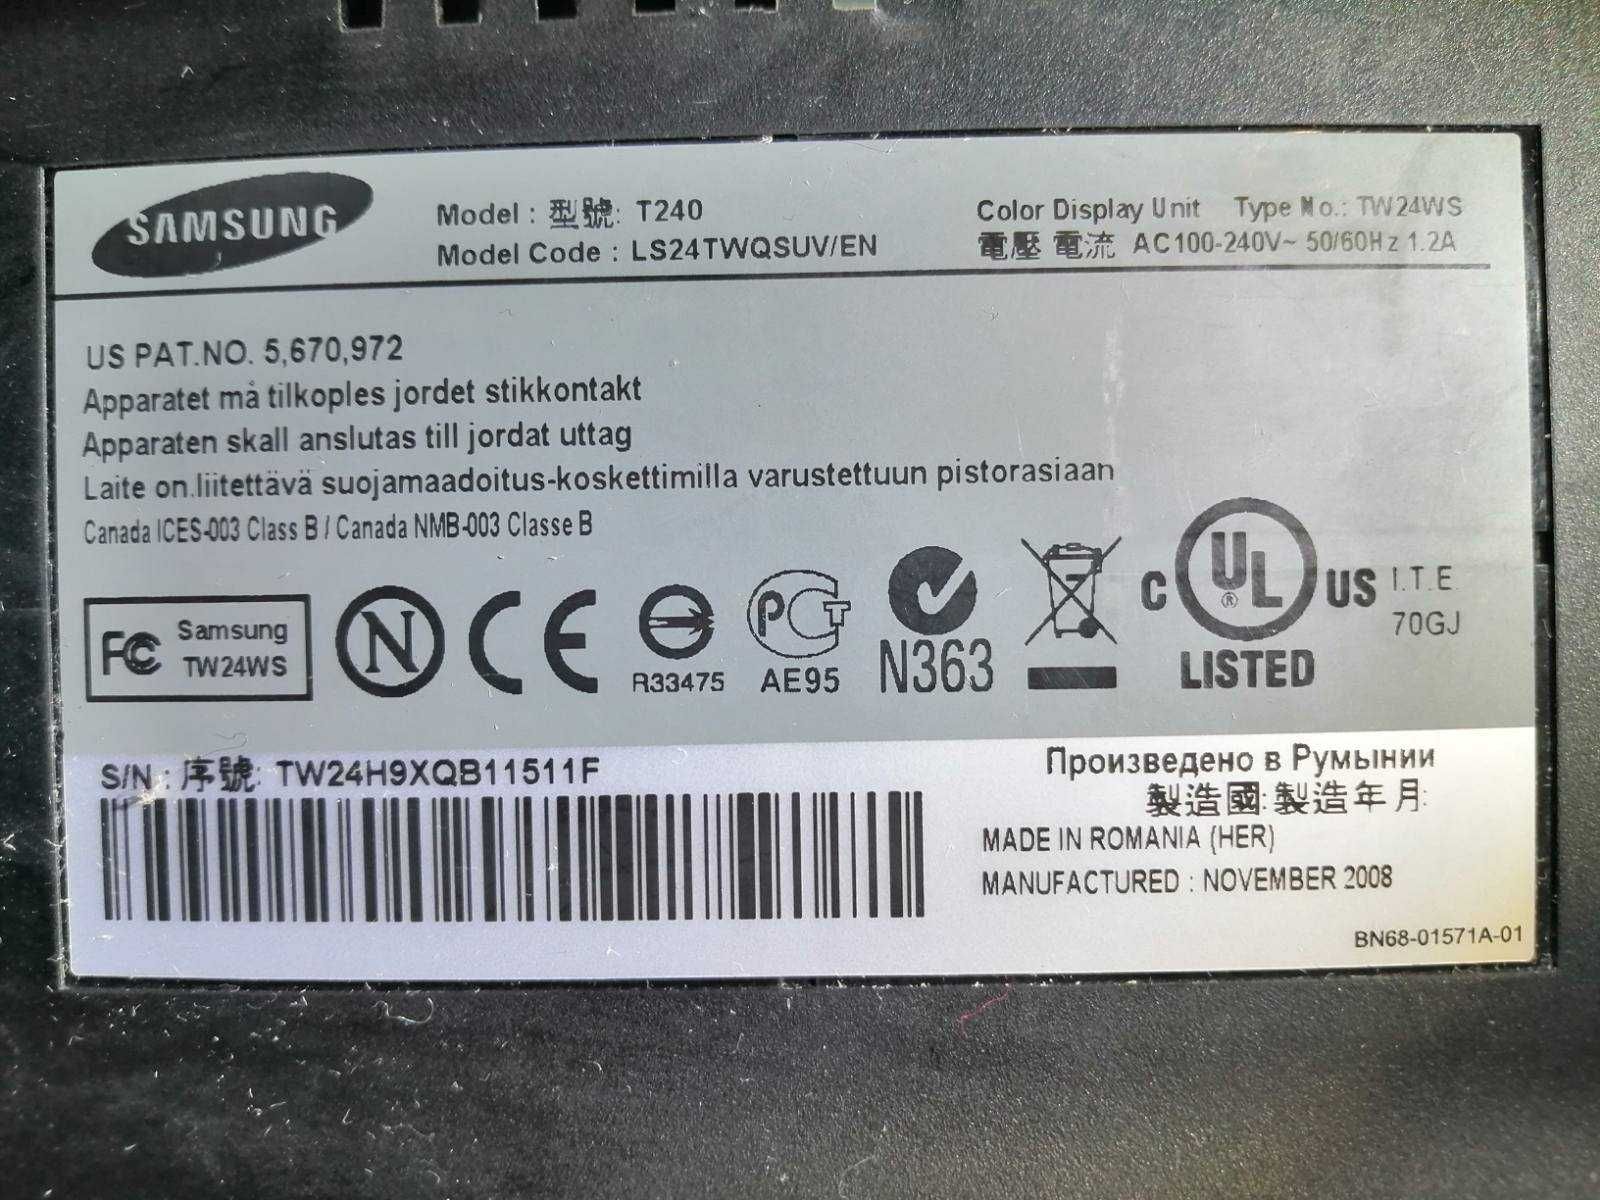 SAMSUNG
Model : 型號: T240
Model Code : LS24TWQSUV/EN
Color Display Unit Type No.: TW24WS
電壓 電流 AC100-240V~ 50/60Hz 1.2A
US PAT.NO. 5,670,972
Apparatet må tilkoples jordet stikkontakt
Apparaten skall anslutas till jordat uttag
Laite on.liitettävä suojamaadoitus-koskettimilla varustettuun pistorasiaan
Canada ICES-003 Class B / Canada NMB-003 Classe B
FC Samsung
TW24WS
N
CE
R33475
PCT
AE95
N363
C UL® US
LISTED
I.T.E.
70GJ
S/N : 序號: TW24H9XQB11511F
Произведено в Румынии
製造國: 製造年月:
MADE IN ROMANIA (HER)
MANUFACTURED : NOVEMBER 2008
BN68-01571A-01